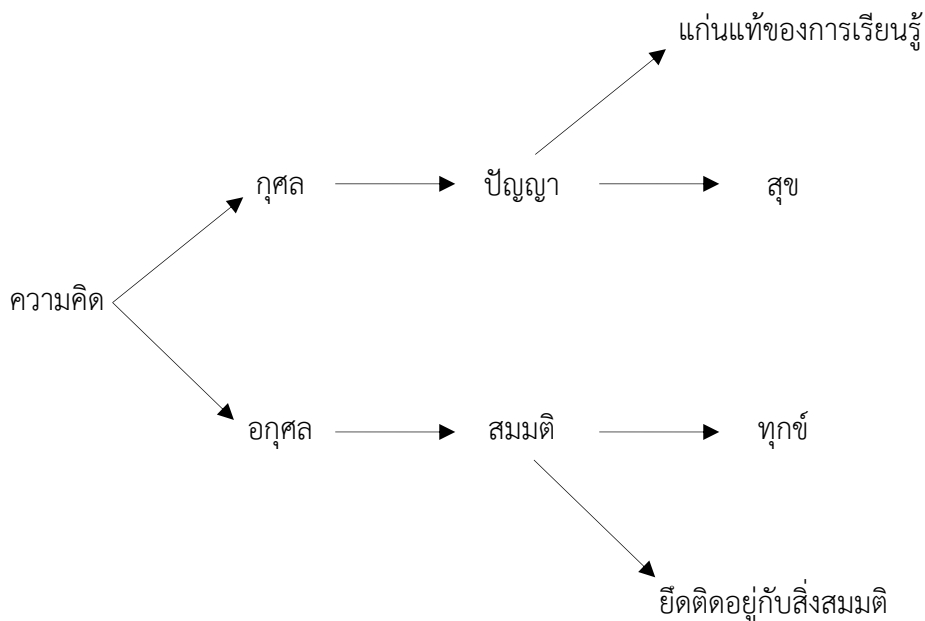 แก่นแท้ของการเรียนรู้
กุศล ปัญญา สุข
ความคิด
อกุศล สมมติ ทุกข์
ยึดติดอยู่กับสิ่งสมมติ